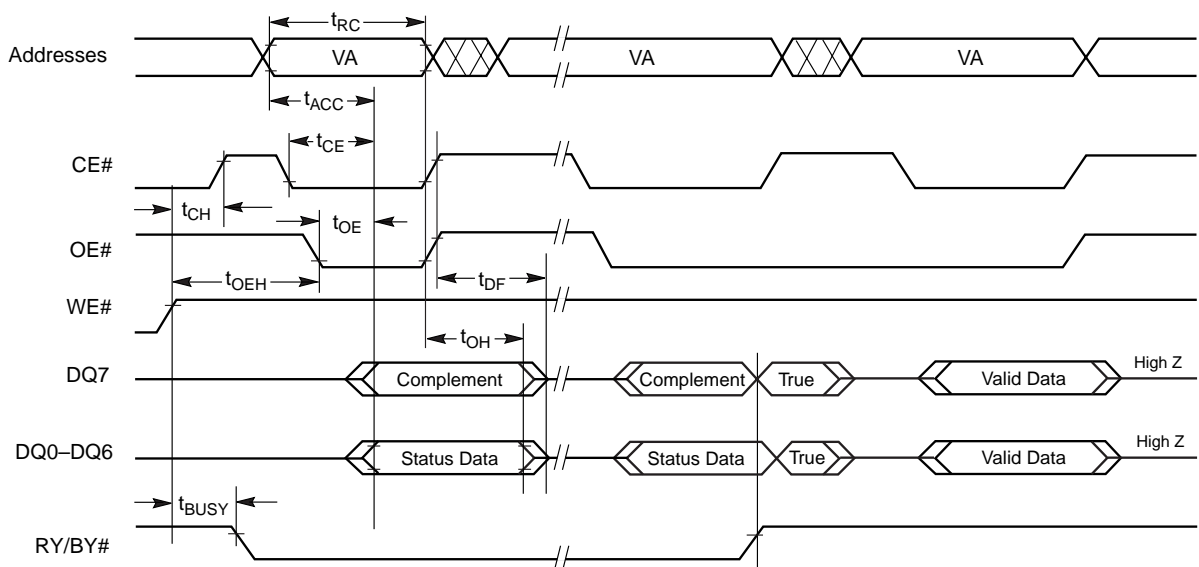 tRC
Addresses VA VA VA
tACC
tCE
CE#
tCH
tOE
OE#
tOEH
tDF
WE#
tOH
DQ7 Complement Complement True Valid Data High Z
DQ0–DQ6 Status Data Status Data True Valid Data High Z
tBUSY
RY/BY#